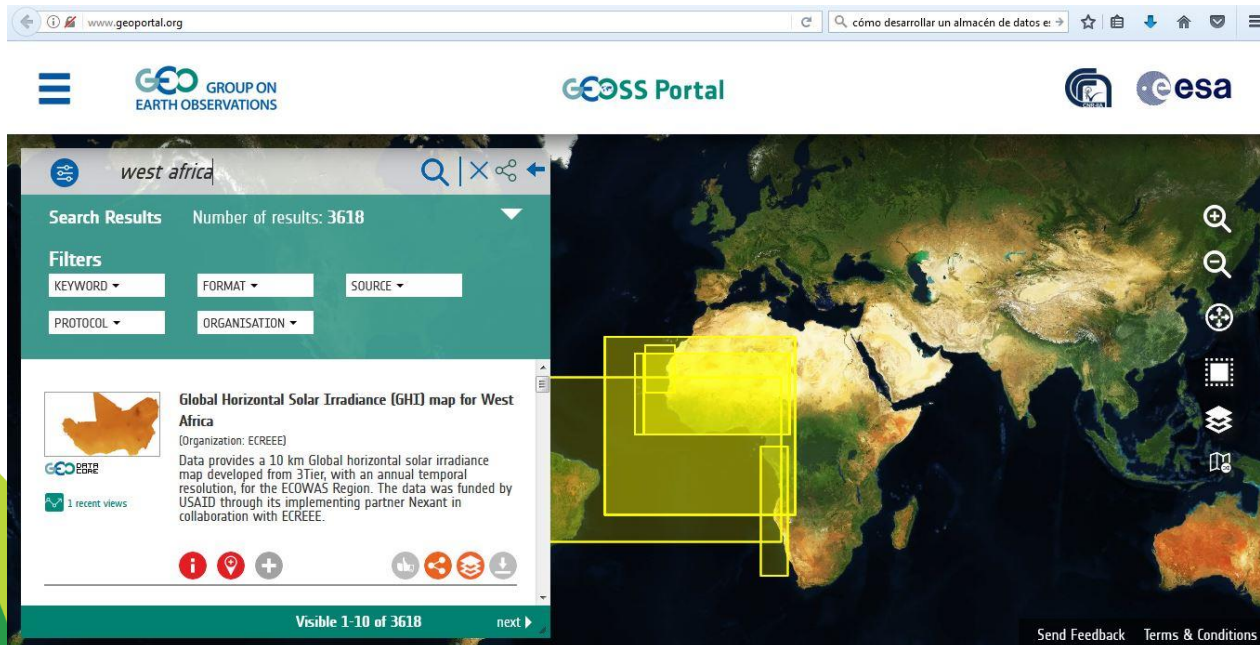 www.geoportal.org
cómo desarrollar un almacén de datos e
GEO GROUP ON
EARTH OBSERVATIONS
GEOSS Portal
esa
west africa
Search Results Number of results: 3618
Filters
KEYWORD FORMAT SOURCE
PROTOCOL ORGANISATION
Global Horizontal Solar Irradiance (GHI) map for West
Africa
(Organization: ECREEE)
Data provides a 10 km Global horizontal solar irradiance
map developed from 3Tier, with an annual temporal
resolution, for the ECOWAS Region. The data was funded by
USAID through its implementing partner Nexant in
collaboration with ECREEE.
GEO DATA
CORE
1 recent views
Visible 1-10 of 3618 next
Send Feedback Terms & Conditions